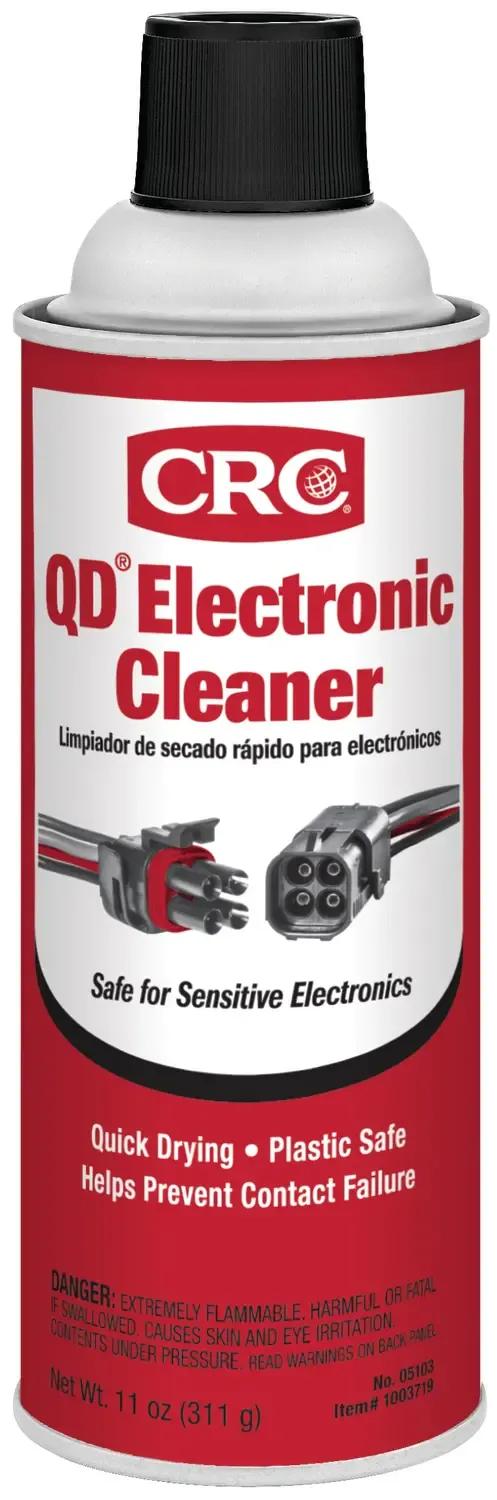 CRC®
QD® Electronic
Cleaner
Limpiador de secado rápido para electrónicos
Safe for Sensitive Electronics
Quick Drying • Plastic Safe
Helps Prevent Contact Failure
DANGER: EXTREMELY FLAMMABLE. HARMFUL OR FATAL
IF SWALLOWED. CAUSES SKIN AND EYE IRRITATION.
CONTENTS UNDER PRESSURE. READ WARNINGS ON BACK PANEL
No. 05103
Net Wt. 11 oz (311 g)
Item# 1003719